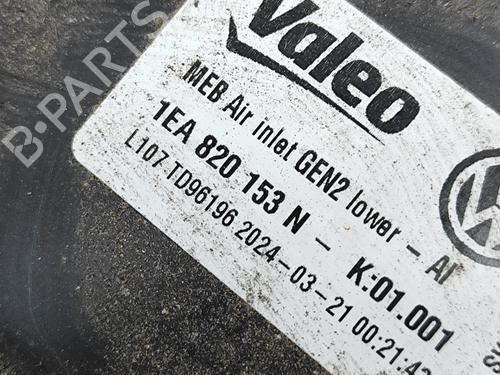 Valeo
MEB Air inlet GEN2 lower - AI
1EA 820 153 N - K:01.001
L107 TD96196 2024-03-21 00:21:43
B-PARTS